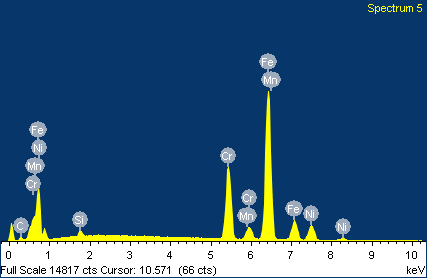 Spectrum 5
Fe
Fe Mn
Ni
Mn Cr
Cr Cr
C Si Mn Fe Ni Ni
0 1 2 3 4 5 6 7 8 9 10
Full Scale 14817 cts Cursor: 10.571 (66 cts) keV